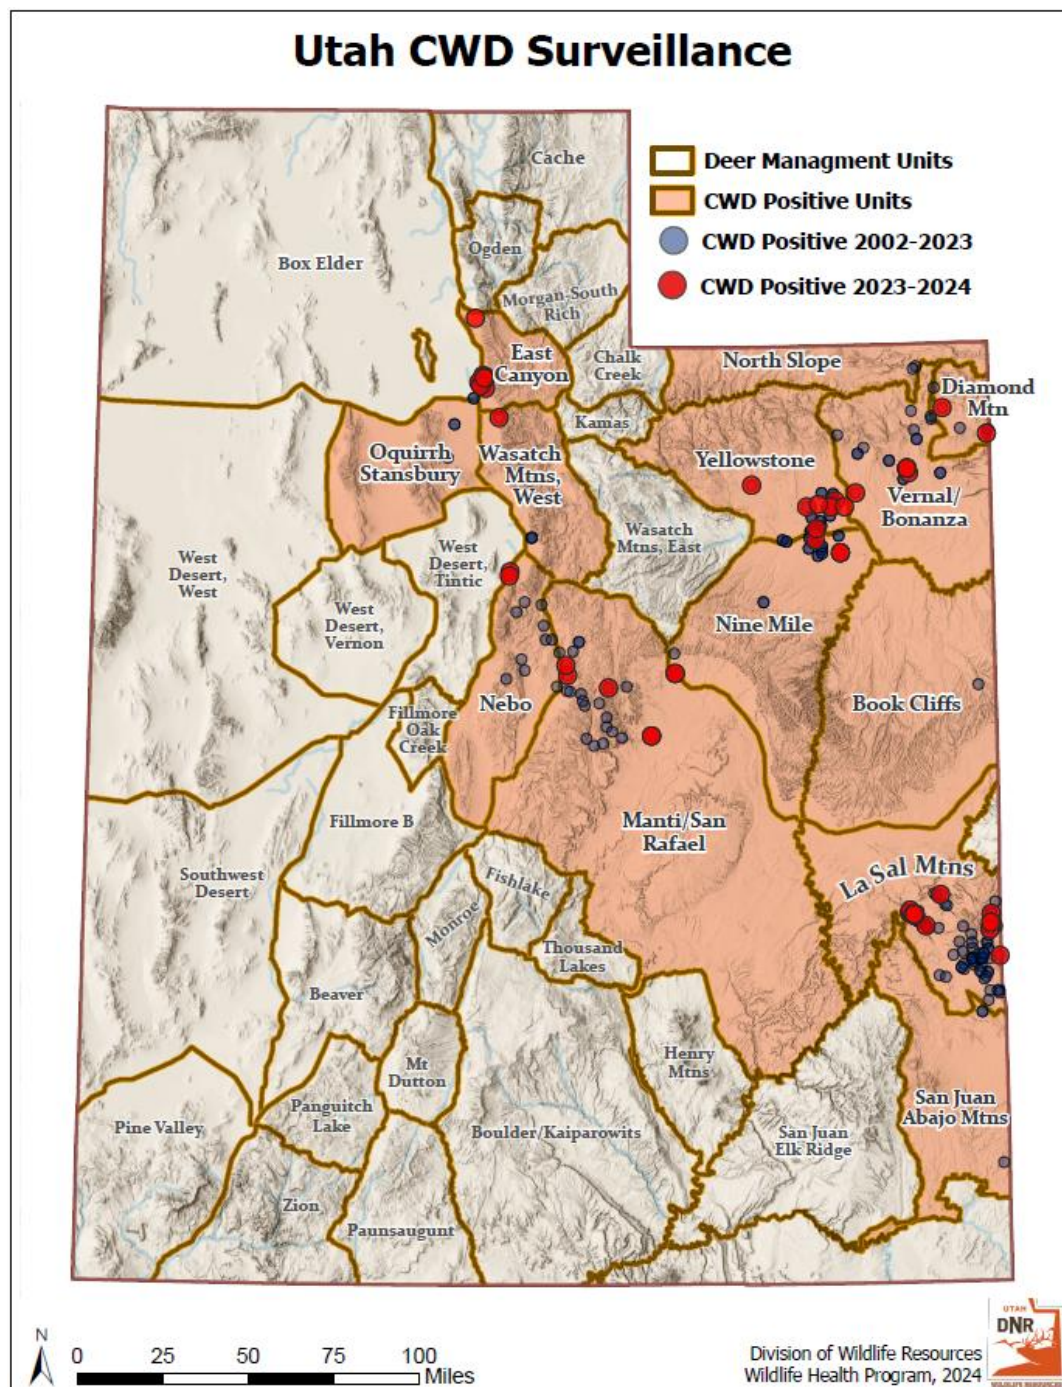 Utah CWD Surveillance
Deer Managment Units
CWD Positive Units
CWD Positive 2002-2023
CWD Positive 2023-2024
Cache
Ogden
Box Elder
Morgan-South
Rich
East
Canyon
Chalk
Creek
North Slope
Diamond
Mtn
Kamas
Oquirrh
Stansbury
Wasatch
Mtns,
West
Yellowstone
Vernal/
Bonanza
Wasatch
Mtns, East
West
Desert,
Tintic
West
Desert,
West
West
Desert,
Vernon
Nine Mile
Nebo
Book Cliffs
Fillmore
Oak
Creek
Fillmore B
Manti/San
Rafael
Southwest
Desert
La Sal Mtns
Fishlake
Monroe
Thousand
Lakes
Beaver
Henry
Mtns
Mt
Dutton
Panguitch
Lake
Pine Valley
Boulder/Kaiparowits
San Juan
Elk Ridge
San Juan
Abajo Mtns
Zion
Paunsaugunt
N
0 25 50 75 100
Miles
Division of Wildlife Resources
Wildlife Health Program, 2024
UTAH
DNR
WILDLIFE RESOURCES